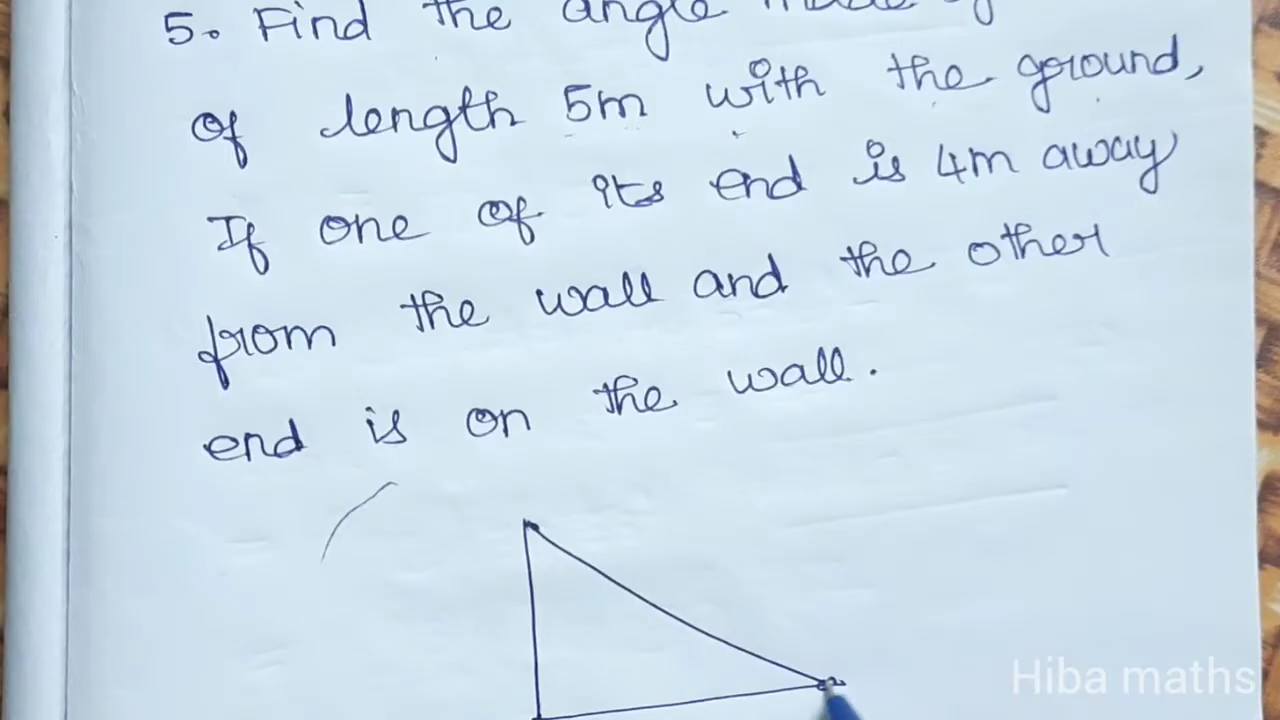 5. Find the angle made
of length 5m with the ground,
If one of its end is 4m away
from the wall and the other
end is on the wall.
Hiba maths